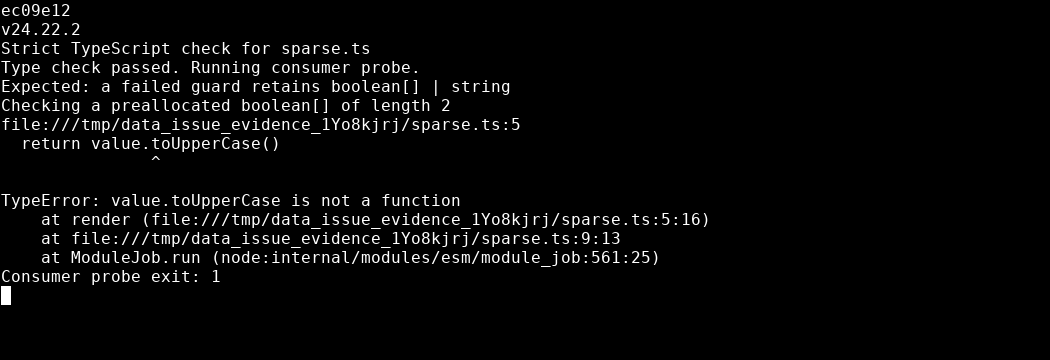 ec09e12
v24.22.2
Strict TypeScript check for sparse.ts
Type check passed. Running consumer probe.
Expected: a failed guard retains boolean[] | string
Checking a preallocated boolean[] of length 2
file:///tmp/data_issue_evidence_1Yo8kjrj/sparse.ts:5
  return value.toUpperCase()
               ^
TypeError: value.toUpperCase is not a function
    at render (file:///tmp/data_issue_evidence_1Yo8kjrj/sparse.ts:5:16)
    at file:///tmp/data_issue_evidence_1Yo8kjrj/sparse.ts:9:13
    at ModuleJob.run (node:internal/modules/esm/module_job:561:25)
Consumer probe exit: 1